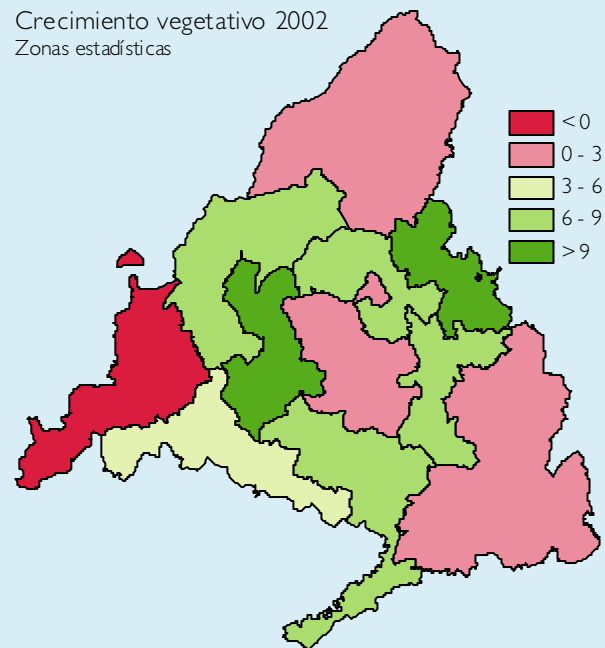 Crecimiento vegetativo 2002
Zonas estadísticas
<0
0 - 3
3 - 6
6 - 9
>9